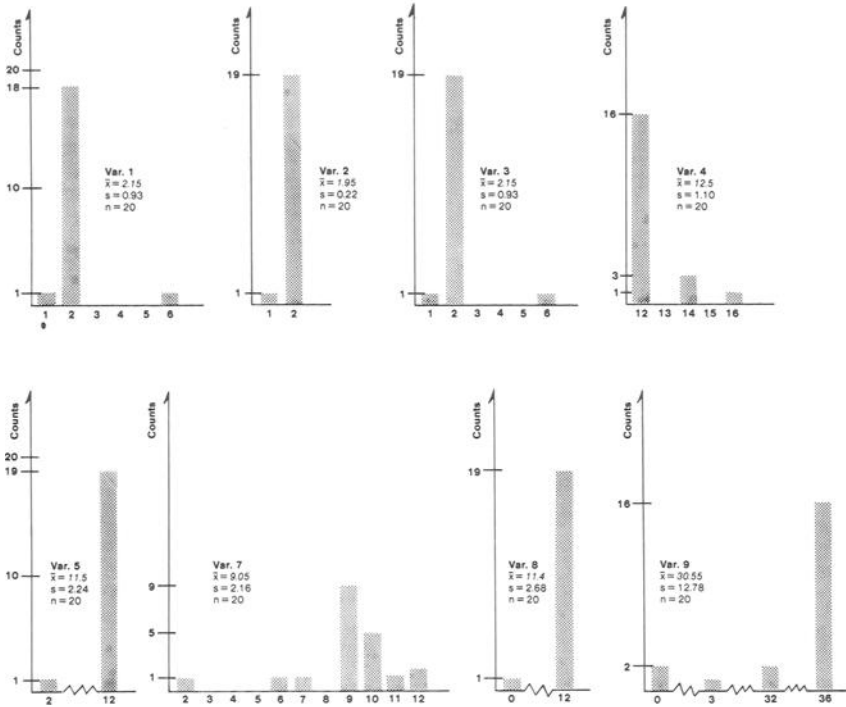 Counts
20
18
10
1
Var. 1
x̄ = 2.15
s = 0.93
n = 20
1 2 3 4 5 6
0
Counts
19
1
Var. 2
x̄ = 1.95
s = 0.22
n = 20
1 2
Counts
19
1
Var. 3
x̄ = 2.15
s = 0.93
n = 20
1 2 3 4 5 6
Counts
16
3
1
Var. 4
x̄ = 12.5
s = 1.10
n = 20
12 13 14 15 16
Counts
20
19
10
1
Var. 5
x̄ = 11.5
s = 2.24
n = 20
2 12
Counts
9
5
1
Var. 7
x̄ = 9.05
s = 2.16
n = 20
2 3 4 5 6 7 8 9 10 11 12
Counts
19
1
Var. 8
x̄ = 11.4
s = 2.68
n = 20
0 12
Counts
16
2
Var. 9
x̄ = 30.55
s = 12.78
n = 20
0 3 32 36